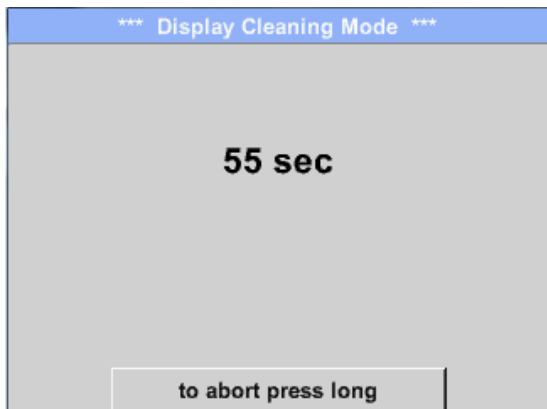 *** Display Cleaning Mode ***
55 sec
to abort press long